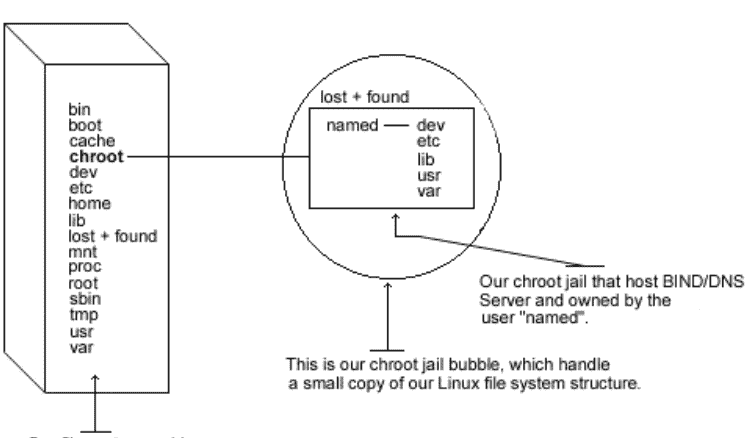 bin
boot
cache
chroot
dev
etc
home
lib
lost + found
mnt
proc
root
sbin
tmp
usr
var
lost + found
named
dev
etc
lib
usr
var
Our chroot jail that host BIND/DNS
Server and owned by the
user "named".
This is our chroot jail bubble, which handle
a small copy of our Linux file system structure.